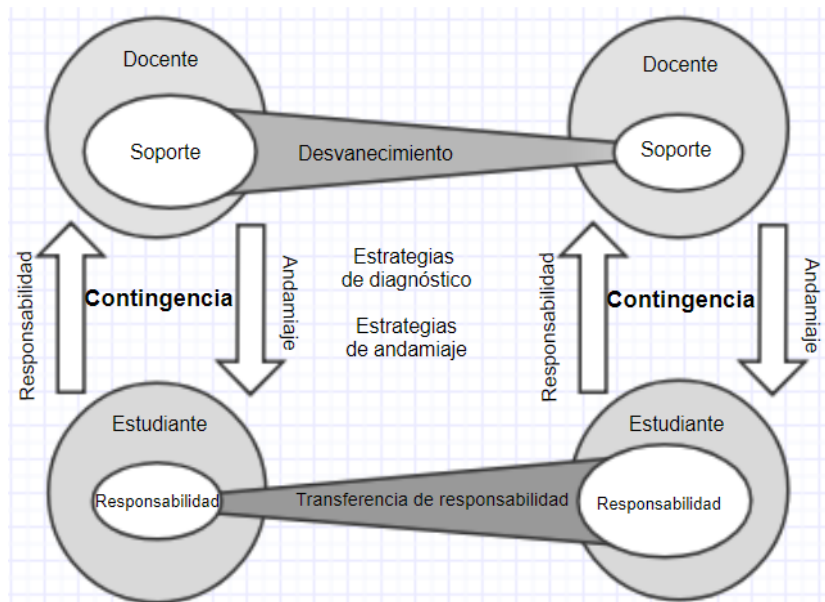 Docente
Docente
Soporte
Desvanecimiento
Soporte
Responsabilidad
Contingencia
Andamiaje
Estrategias
de diagnóstico
Estrategias
de andamiaje
Responsabilidad
Contingencia
Andamiaje
Estudiante
Estudiante
Responsabilidad
Transferencia de responsabilidad
Responsabilidad